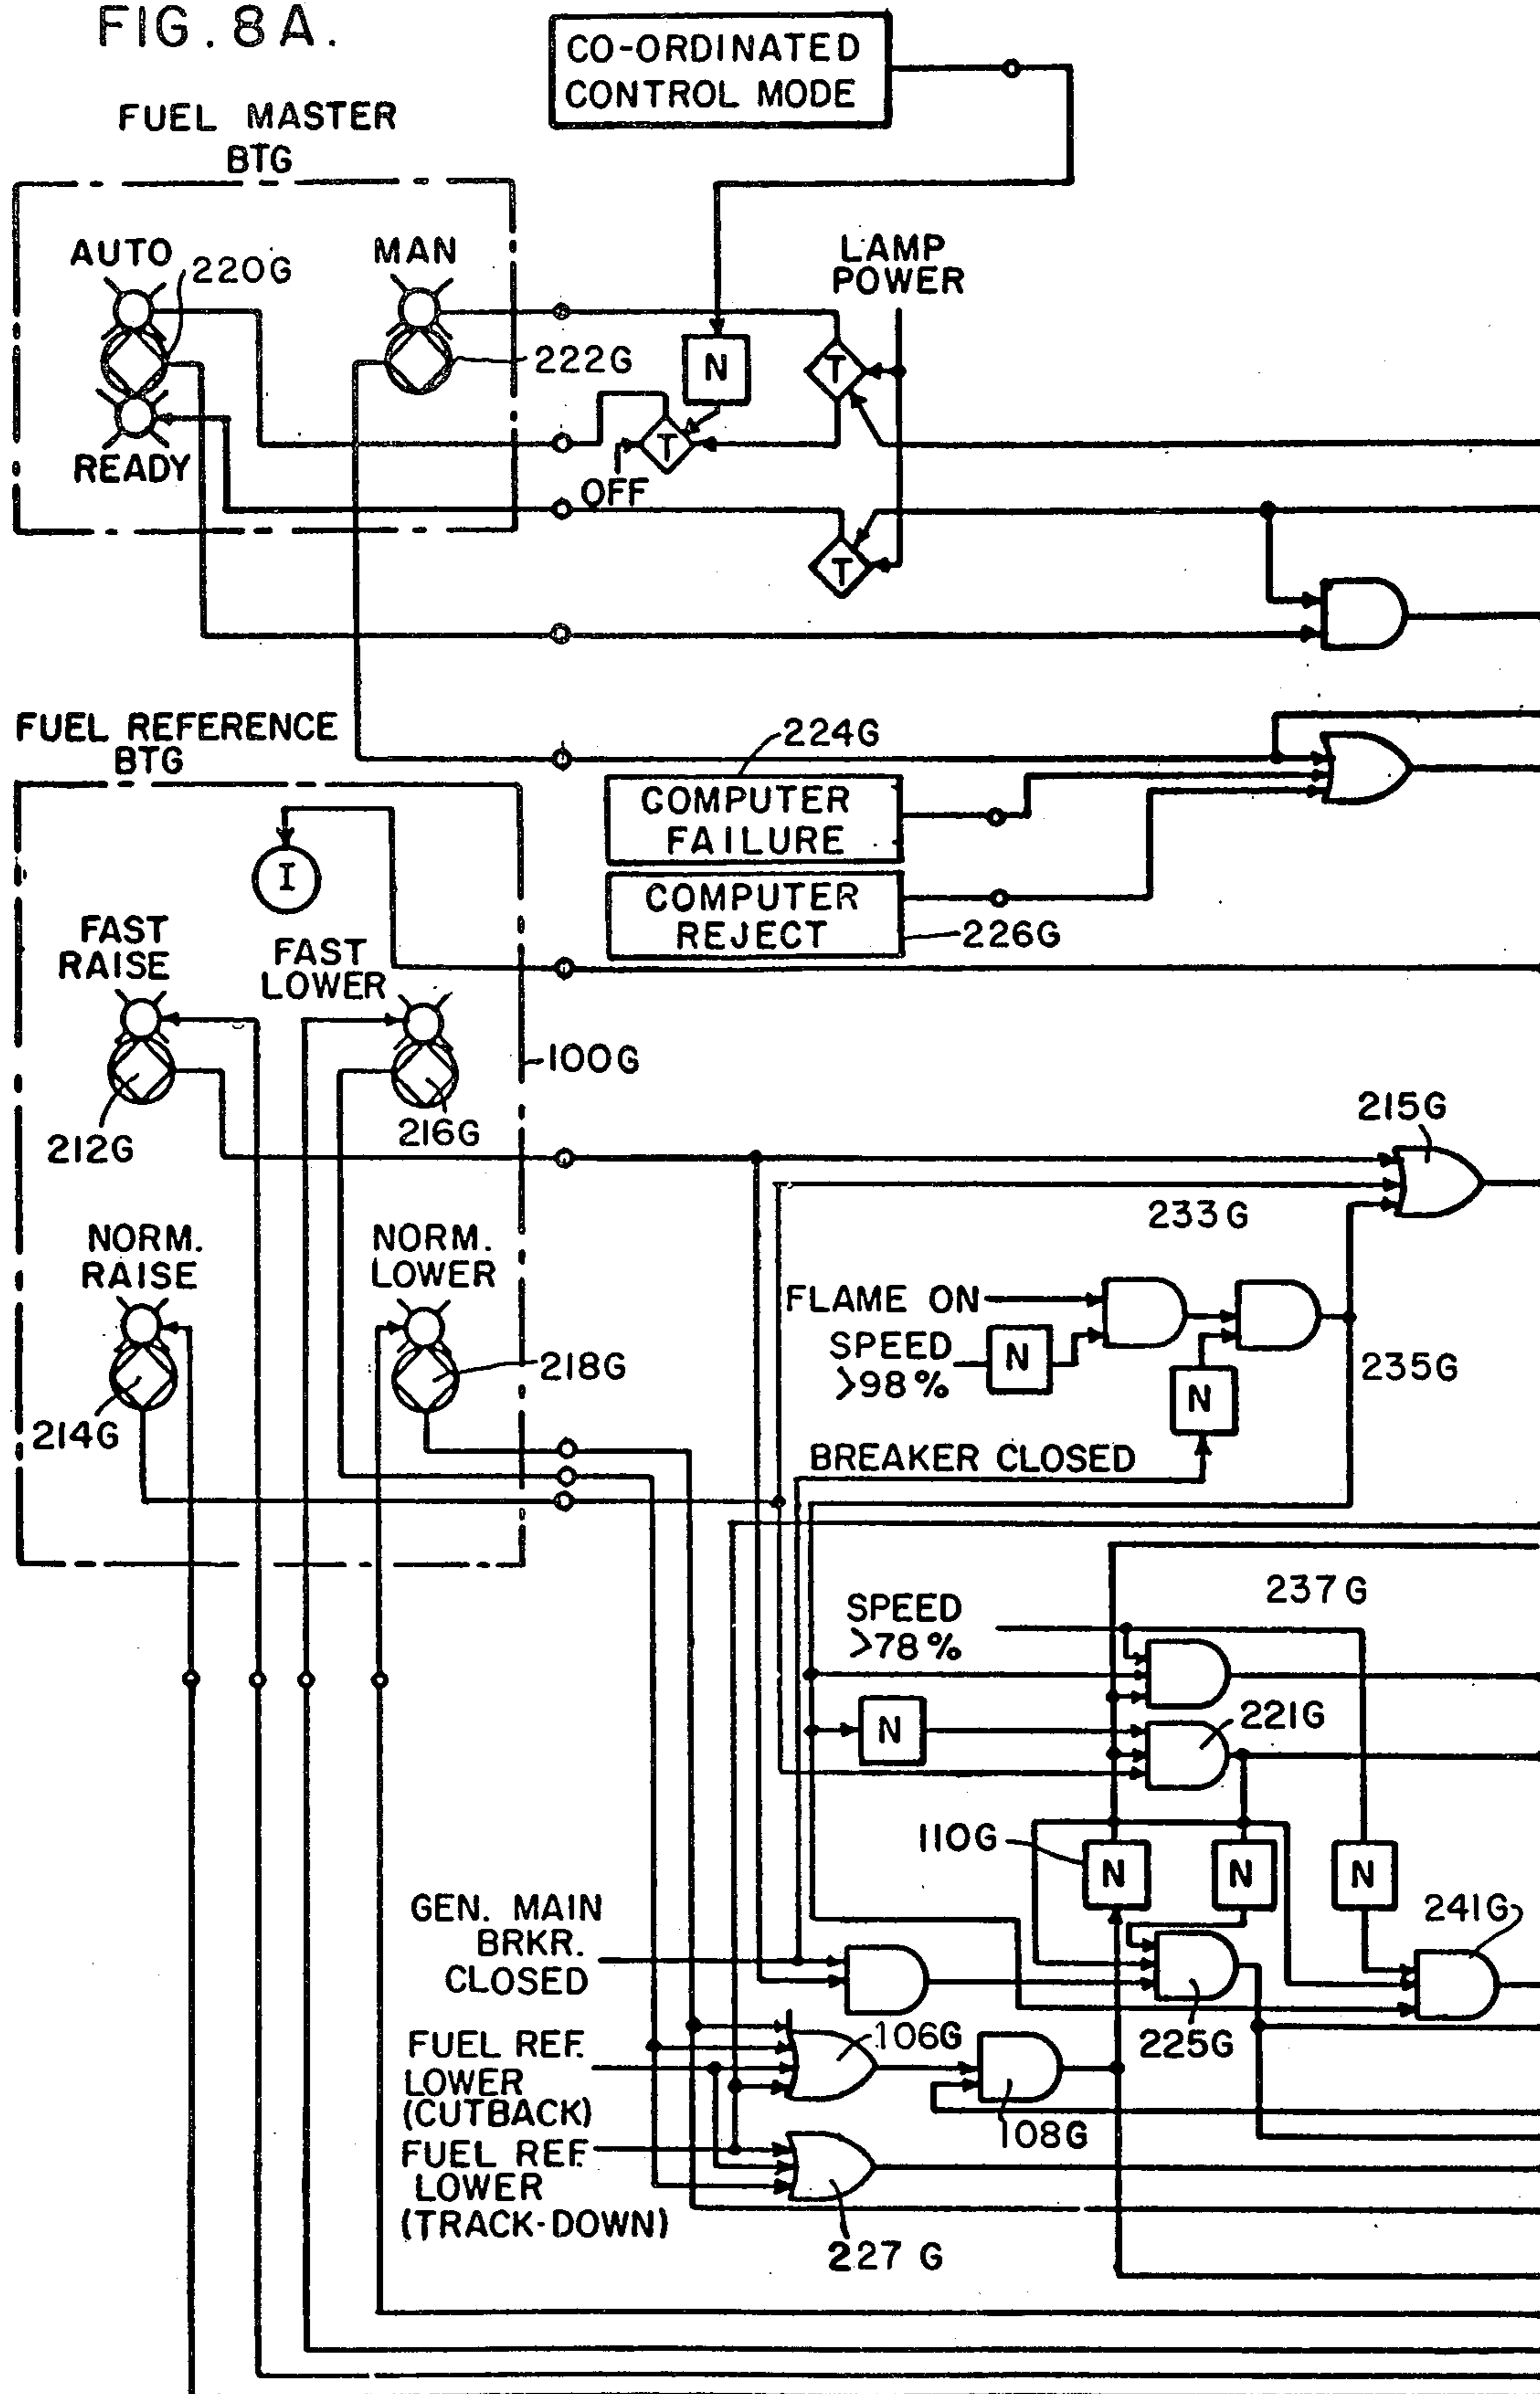 FIG. 8A.
CO-ORDINATED
CONTROL MODE
FUEL MASTER
BTG
AUTO
220G
MAN
LAMP
POWER
222G
N
T
T
READY
OFF
T
FUEL REFERENCE
BTG
224G
COMPUTER
FAILURE
I
COMPUTER
REJECT
226G
FAST
RAISE
FAST
LOWER
100G
212G
216G
215G
233G
NORM.
RAISE
NORM.
LOWER
FLAME ON
SPEED
>98%
N
218G
235G
N
214G
BREAKER CLOSED
237G
SPEED
>78%
N
221G
110G
N
N
N
241G
GEN. MAIN
BRKR.
CLOSED
225G
106G
FUEL REF.
LOWER
(CUTBACK)
108G
FUEL REF.
LOWER
(TRACK-DOWN)
227G